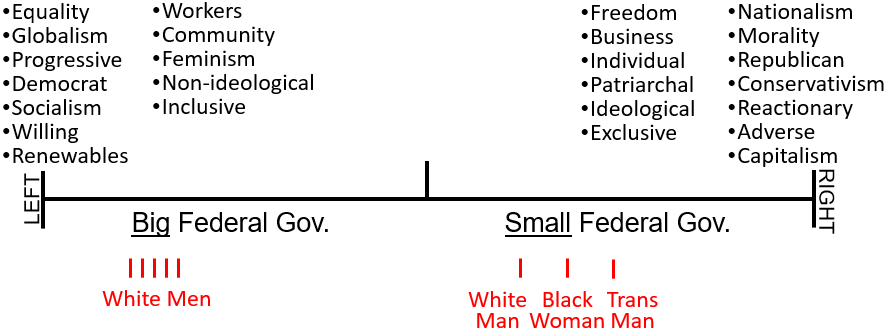 •Equality
•Globalism
•Progressive
•Democrat
•Socialism
•Willing
•Renewables
•Workers
•Community
•Feminism
•Non-ideological
•Inclusive
•Freedom
•Business
•Individual
•Patriarchal
•Ideological
•Exclusive
•Nationalism
•Morality
•Republican
•Conservativism
•Reactionary
•Adverse
•Capitalism
LEFT
RIGHT
Big Federal Gov.
Small Federal Gov.
White Men
White
Man
Black
Woman
Trans
Man